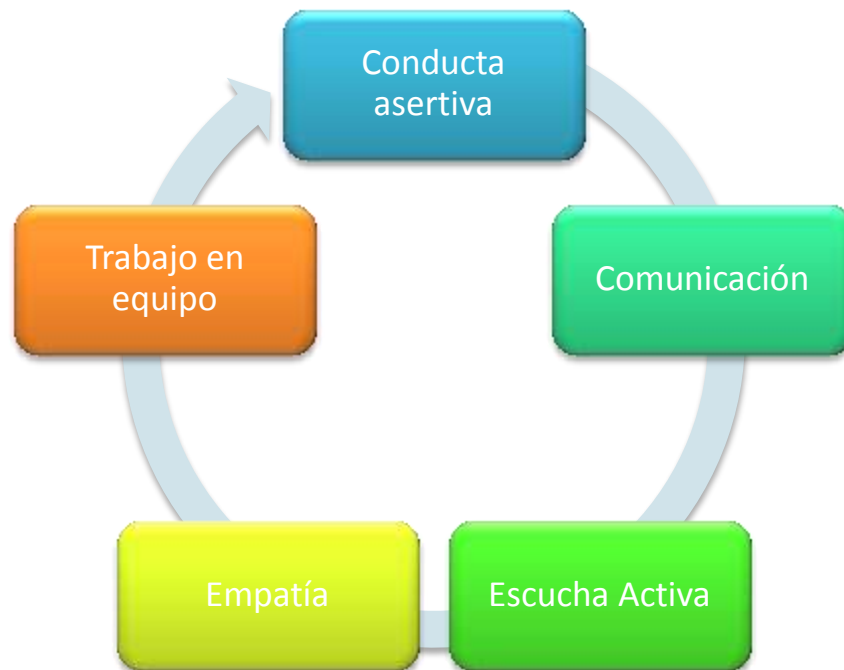 Conducta
asertiva
Comunicación
Escucha Activa
Empatía
Trabajo en
equipo